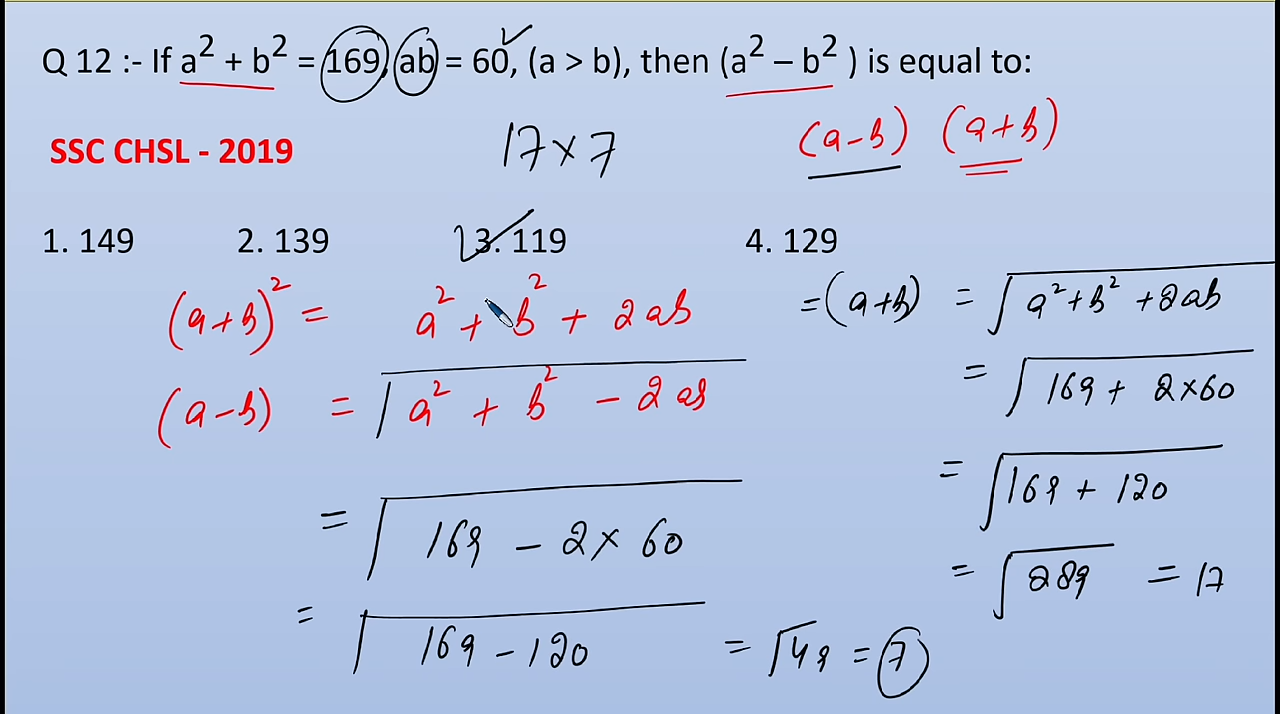 Q 12 :- If a² + b² = 169, ab = 60, (a > b), then (a² – b² ) is equal to:
SSC CHSL - 2019
17 × 7
(a-b) (a+b)
1. 149 2. 139 3. 119 4. 129
(a+b)² = a² + b² + 2ab
(a-b) = √a² + b² - 2ab
= √169 - 2 × 60
= √169 - 120 = √49 = 7
= (a+b) = √a²+b²+2ab
= √169 + 2×60
= √169 + 120
= √289 = 17